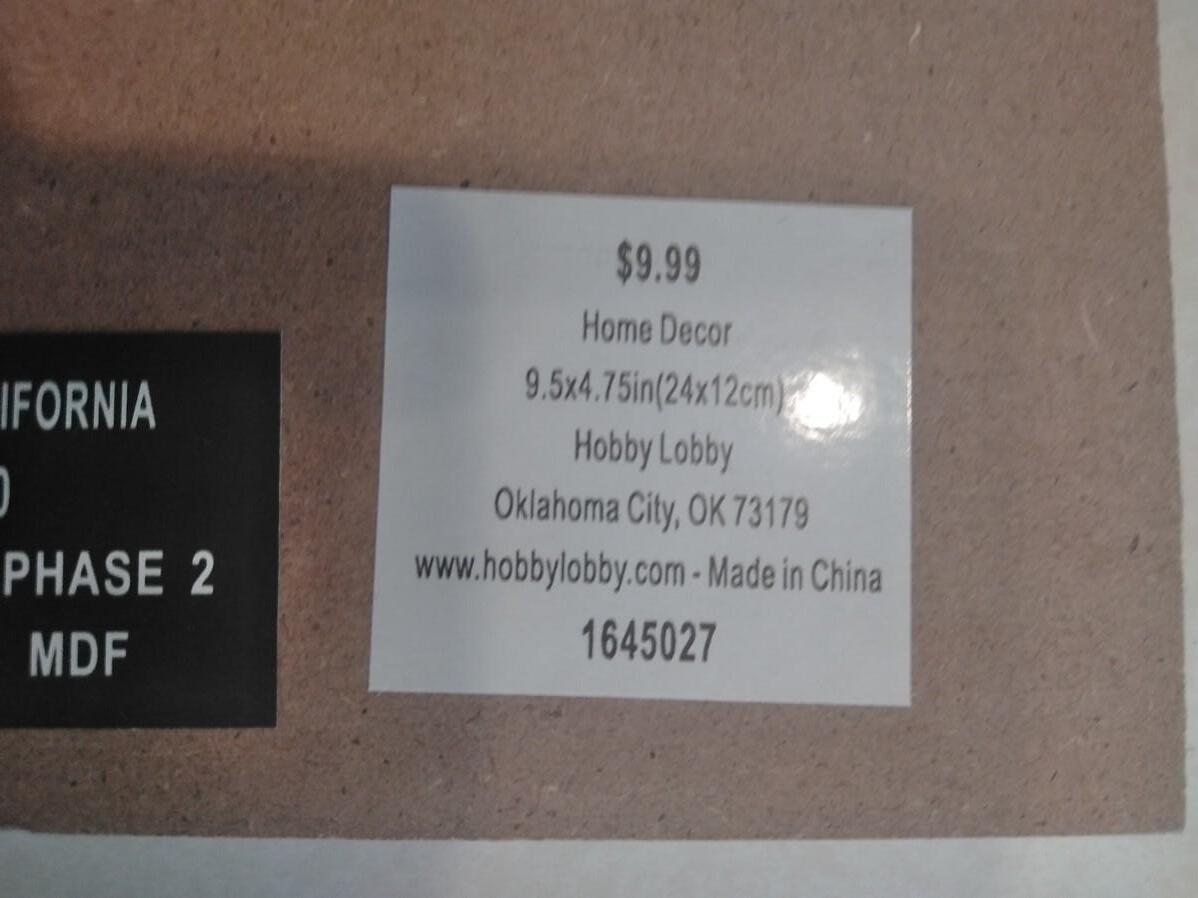 $9.99
Home Decor
9.5x4.75in(24x12cm)
Hobby Lobby
Oklahoma City, OK 73179
www.hobbylobby.com - Made in China
1645027
IFORNIA
PHASE 2
MDF